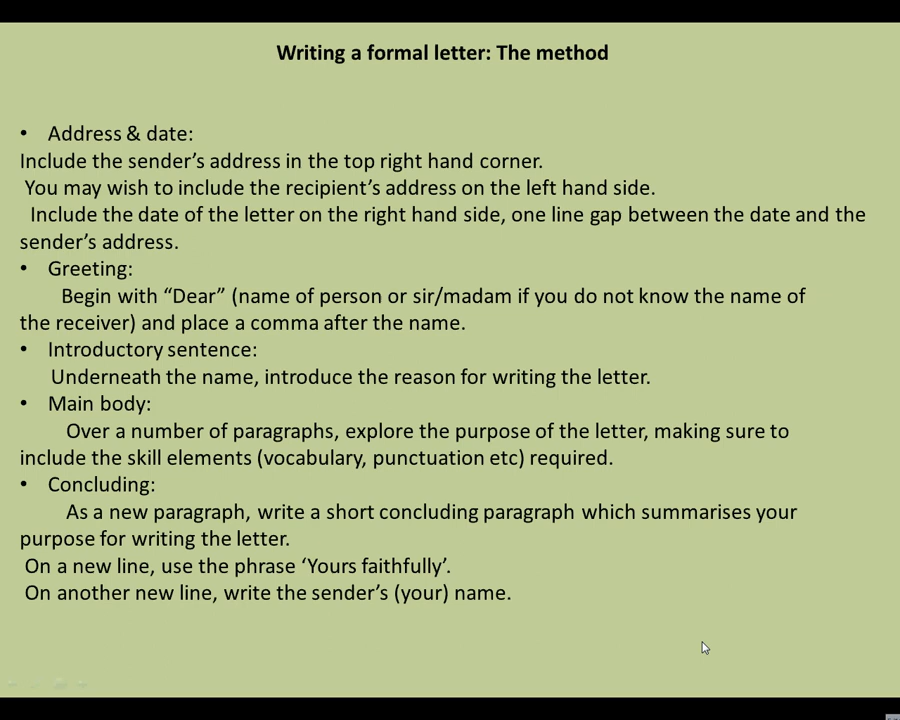 Writing a formal letter: The method
• Address & date:
Include the sender’s address in the top right hand corner.
You may wish to include the recipient’s address on the left hand side.
Include the date of the letter on the right hand side, one line gap between the date and the
sender’s address.
• Greeting:
Begin with “Dear” (name of person or sir/madam if you do not know the name of
the receiver) and place a comma after the name.
• Introductory sentence:
Underneath the name, introduce the reason for writing the letter.
• Main body:
Over a number of paragraphs, explore the purpose of the letter, making sure to
include the skill elements (vocabulary, punctuation etc) required.
• Concluding:
As a new paragraph, write a short concluding paragraph which summarises your
purpose for writing the letter.
On a new line, use the phrase ‘Yours faithfully’.
On another new line, write the sender’s (your) name.